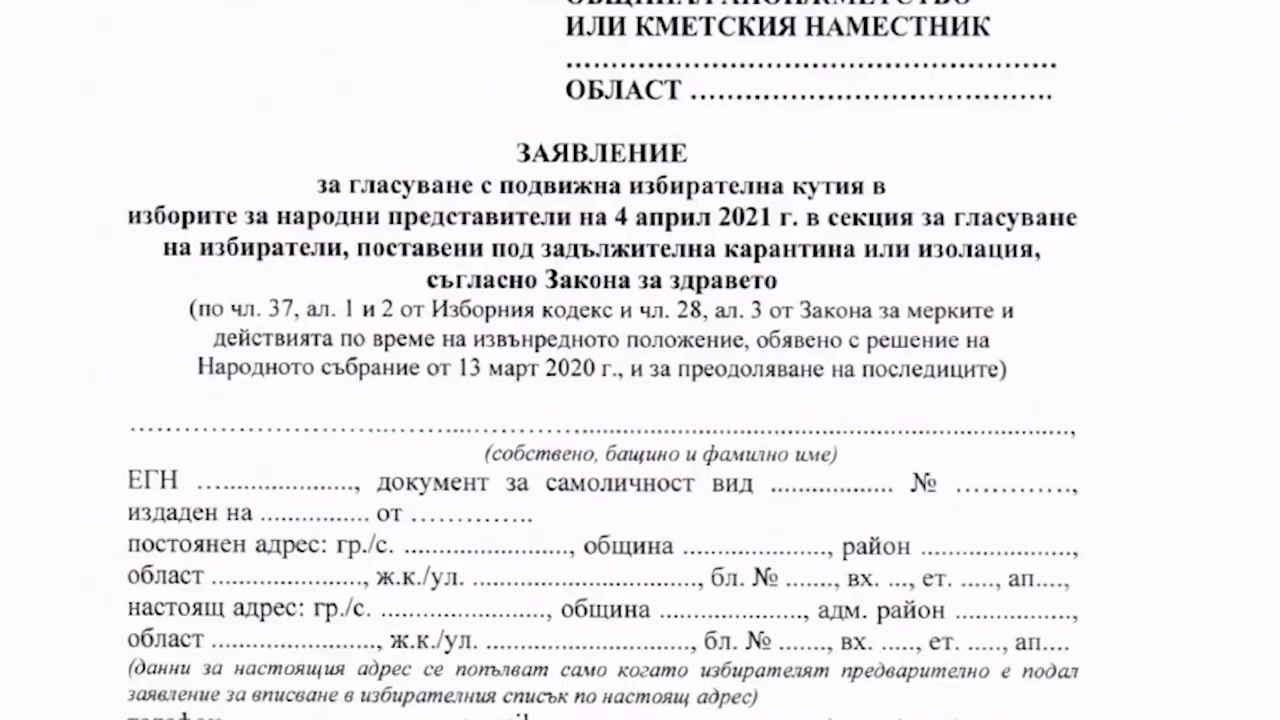 ИЛИ КМЕТСКИЯ НАМЕСТНИК
……………………………………………
ОБЛАСТ ………………………………….
ЗАЯВЛЕНИЕ
за гласуване с подвижна избирателна кутия в
изборите за народни представители на 4 април 2021 г. в секция за гласуване
на избиратели, поставени под задължителна карантина или изолация,
съгласно Закона за здравето
(по чл. 37, ал. 1 и 2 от Изборния кодекс и чл. 28, ал. 3 от Закона за мерките и
действията по време на извънредното положение, обявено с решение на
Народното събрание от 13 март 2020 г., и за преодоляване на последиците)
……………………………………………………………………………………,
(собствено, бащино и фамилно име)
ЕГН …..................., документ за самоличност вид .................. № ………….,
издаден на ................ от …………..
постоянен адрес: гр./с. ........................, община ....................., район ......................,
област ......................, ж.к./ул. ................................., бл. № ......., вх. ..., ет. ....., ап....,
настоящ адрес: гр./с. ........................, община ....................., адм. район ..................,
област ........................, ж.к./ул. .............................., бл. № ......., вх. ....., ет. ....., ап....
(данни за настоящия адрес се попълват само когато избирателят предварително е подал
заявление за вписване в избирателния списък по настоящ адрес)